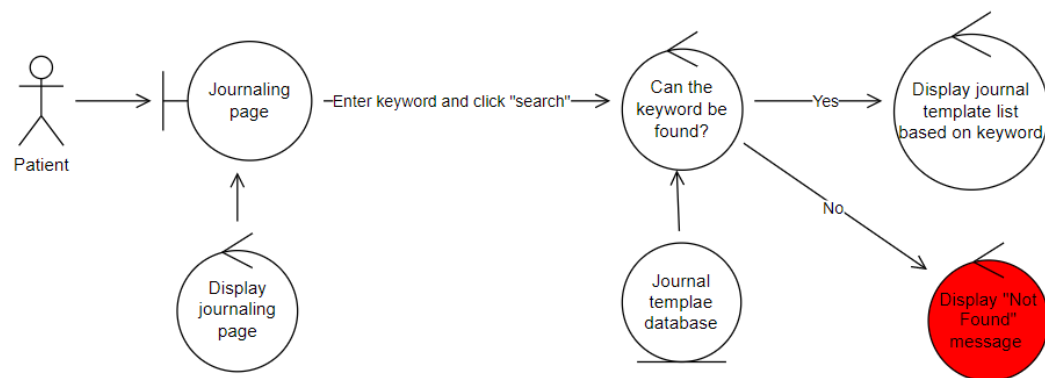 Patient
Journaling
page
Enter keyword and click "search"
Can the
keyword be
found?
Yes
Display journal
template list
based on keyword
No
Display
journaling
page
Journal
templae
database
Display "Not
Found"
message